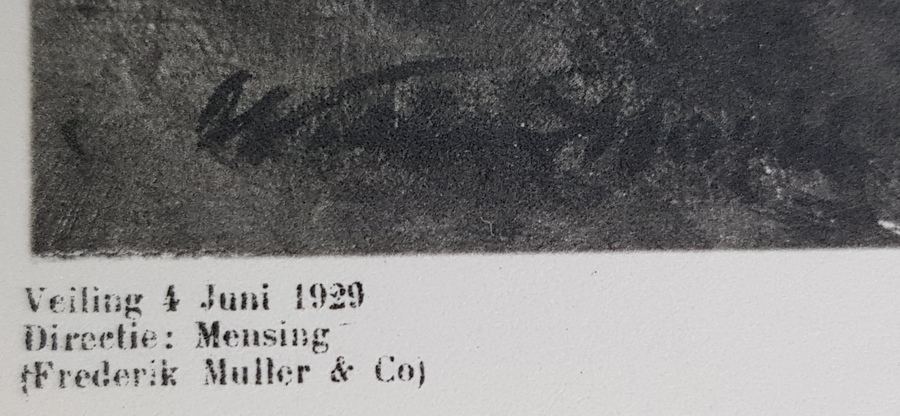 Veiling 4 Juni 1929
Directie: Mensing
(Frederik Muller & Co)